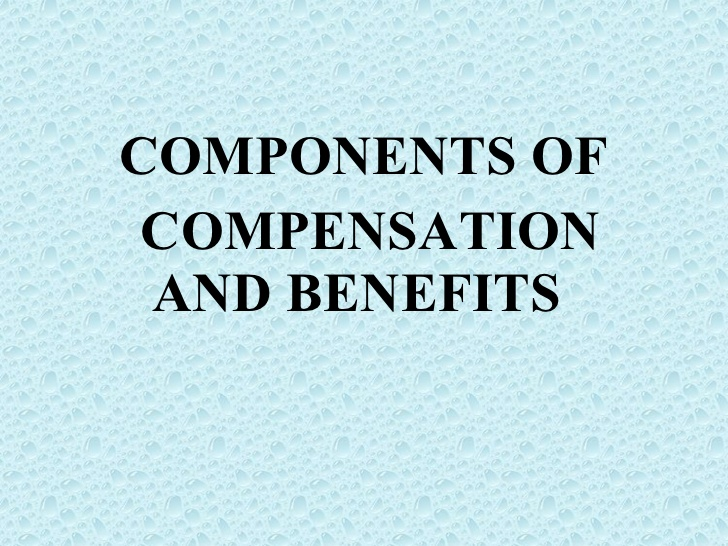 COMPONENTS OF
COMPENSATION
AND BENEFITS